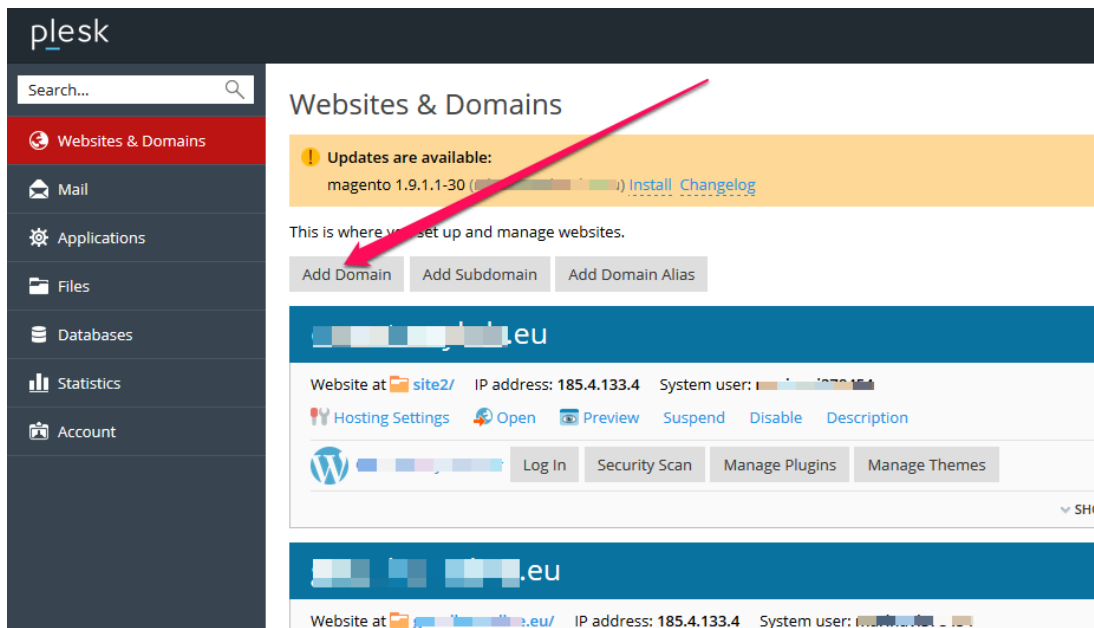 plesk
Search...
Websites & Domains
Mail
Applications
Files
Databases
Statistics
Account
Websites & Domains
Updates are available:
magento 1.9.1.1-30 ( ) Install Changelog
This is where you set up and manage websites.
Add Domain Add Subdomain Add Domain Alias
.eu
Website at site2/ IP address: 185.4.133.4 System user:
Hosting Settings Open Preview Suspend Disable Description
Log In Security Scan Manage Plugins Manage Themes
.eu
Website at .eu/ IP address: 185.4.133.4 System user: